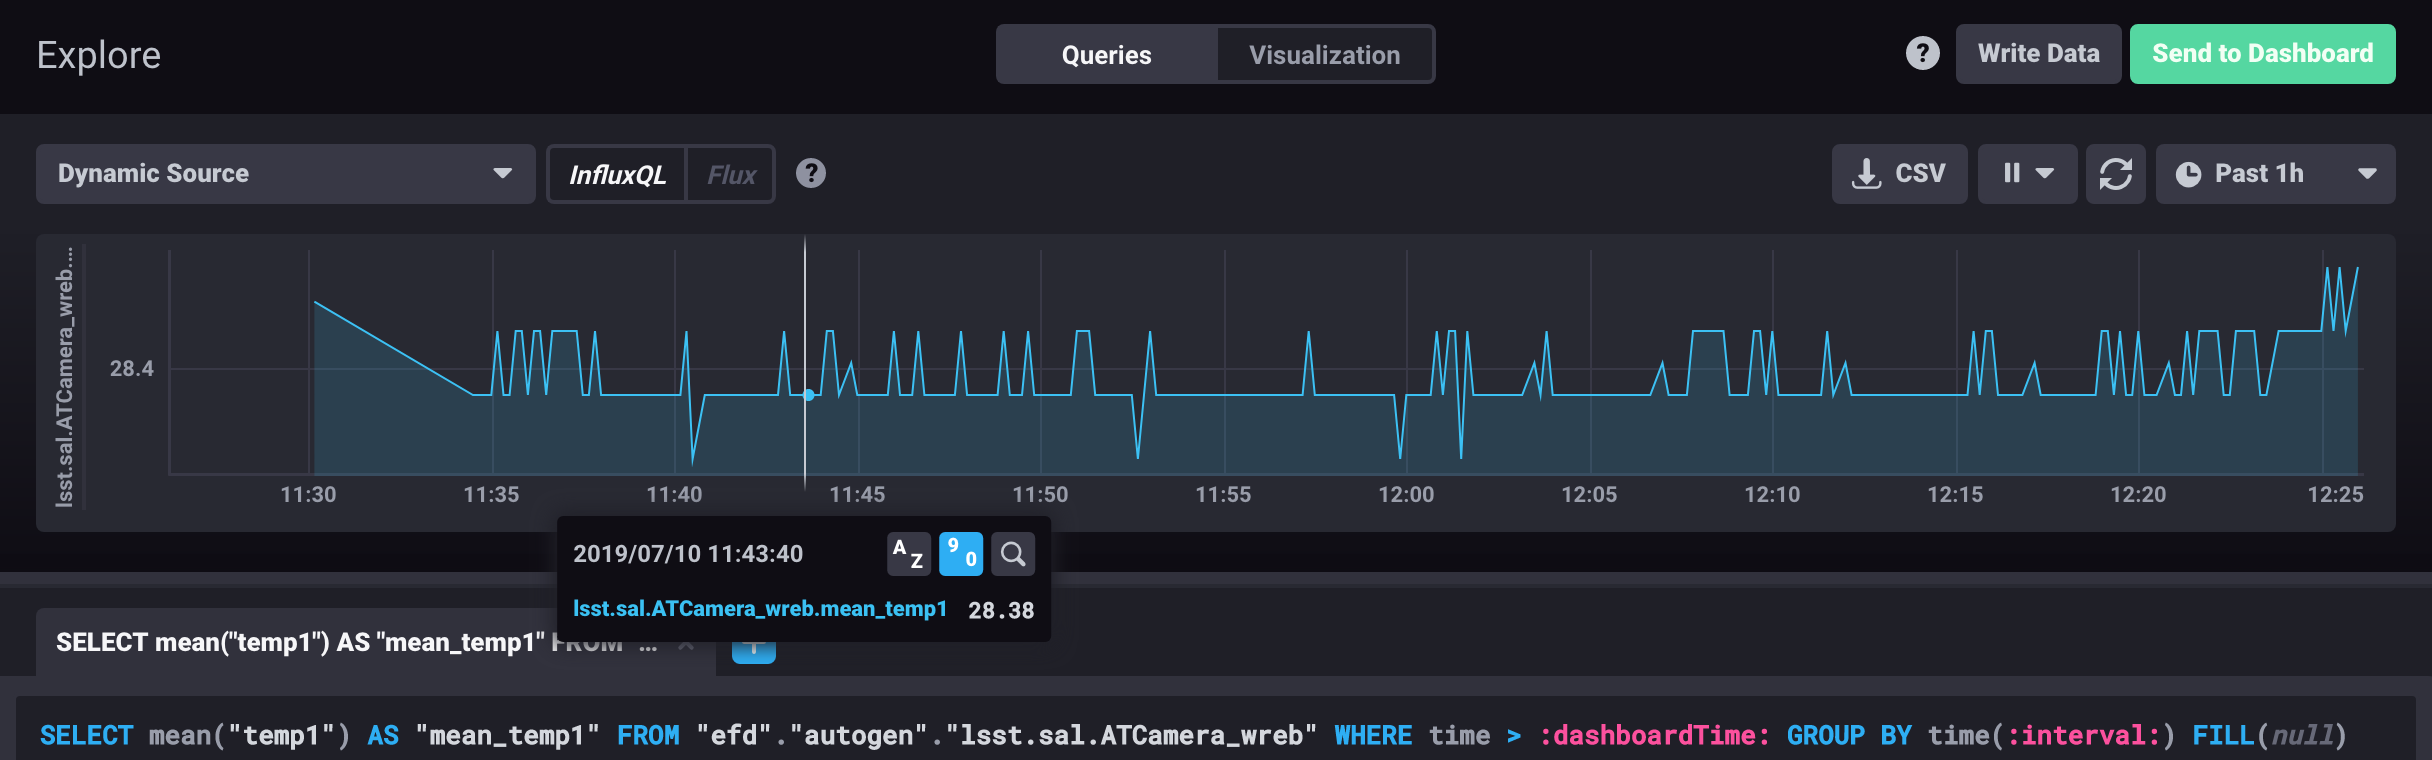 Explore
Queries Visualization
? Write Data Send to Dashboard
Dynamic Source InfluxQL Flux ? CSV Past 1h
lsst.sal.ATCamera_wreb....
28.4
11:30 11:35 11:40 11:45 11:50 11:55 12:00 12:05 12:10 12:15 12:20 12:25
2019/07/10 11:43:40 A Z 9 0
lsst.sal.ATCamera_wreb.mean_temp1 28.38
SELECT mean("temp1") AS "mean_temp1" FROM ...
SELECT mean("temp1") AS "mean_temp1" FROM "efd"."autogen"."lsst.sal.ATCamera_wreb" WHERE time > :dashboardTime: GROUP BY time(:interval:) FILL(null)